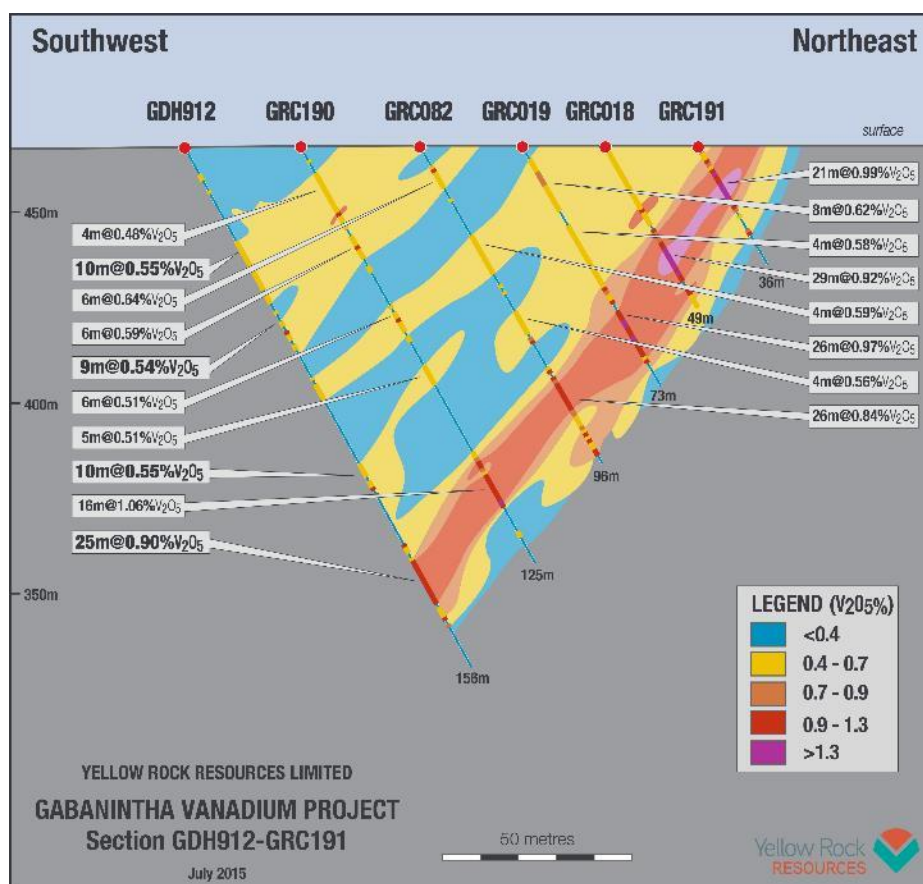 Southwest
Northeast
GDH912
GRC190
GRC082
GRC019
GRC018
GRC191
surface
450m
400m
350m
4m@0.48%V₂O₅
10m@0.55%V₂O₅
6m@0.64%V₂O₅
6m@0.59%V₂O₅
9m@0.54%V₂O₅
6m@0.51%V₂O₅
5m@0.51%V₂O₅
10m@0.55%V₂O₅
16m@1.06%V₂O₅
25m@0.90%V₂O₅
21m@0.99%V₂O₅
8m@0.62%V₂O₅
4m@0.58%V₂O₅
29m@0.92%V₂O₅
4m@0.59%V₂O₅
26m@0.97%V₂O₅
4m@0.56%V₂O₅
26m@0.84%V₂O₅
36m
49m
73m
96m
125m
156m
LEGEND (V₂O₅%)
<0.4
0.4 - 0.7
0.7 - 0.9
0.9 - 1.3
>1.3
YELLOW ROCK RESOURCES LIMITED
GABANINTHA VANADIUM PROJECT
Section GDH912-GRC191
July 2015
50 metres
Yellow Rock
RESOURCES